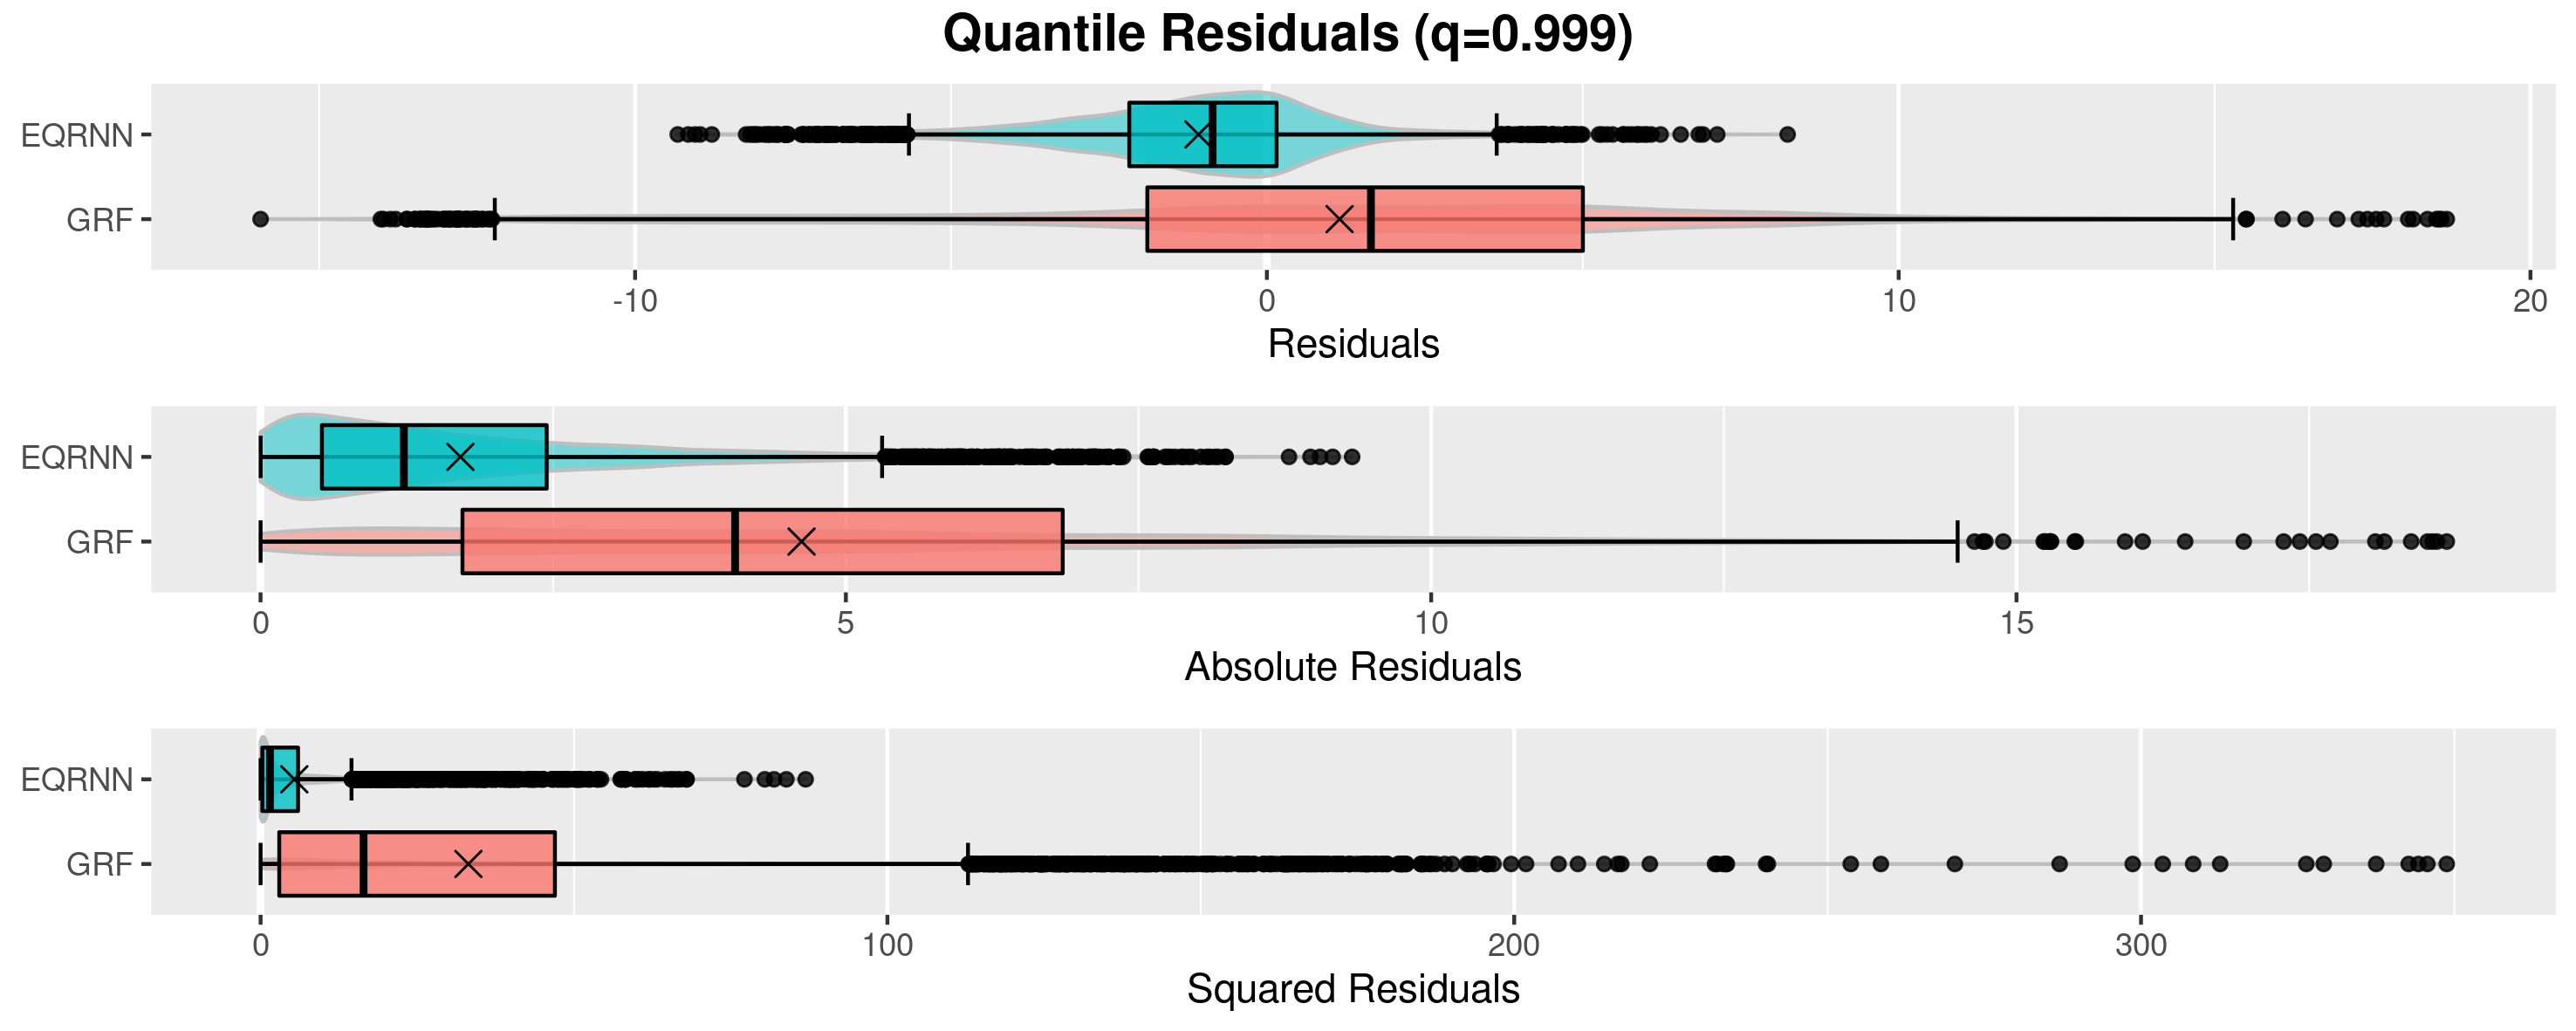 Quantile Residuals (q=0.999)
EQRNN
GRF
-10 0 10 20
Residuals
EQRNN
GRF
0 5 10 15
Absolute Residuals
EQRNN
GRF
0 100 200 300
Squared Residuals